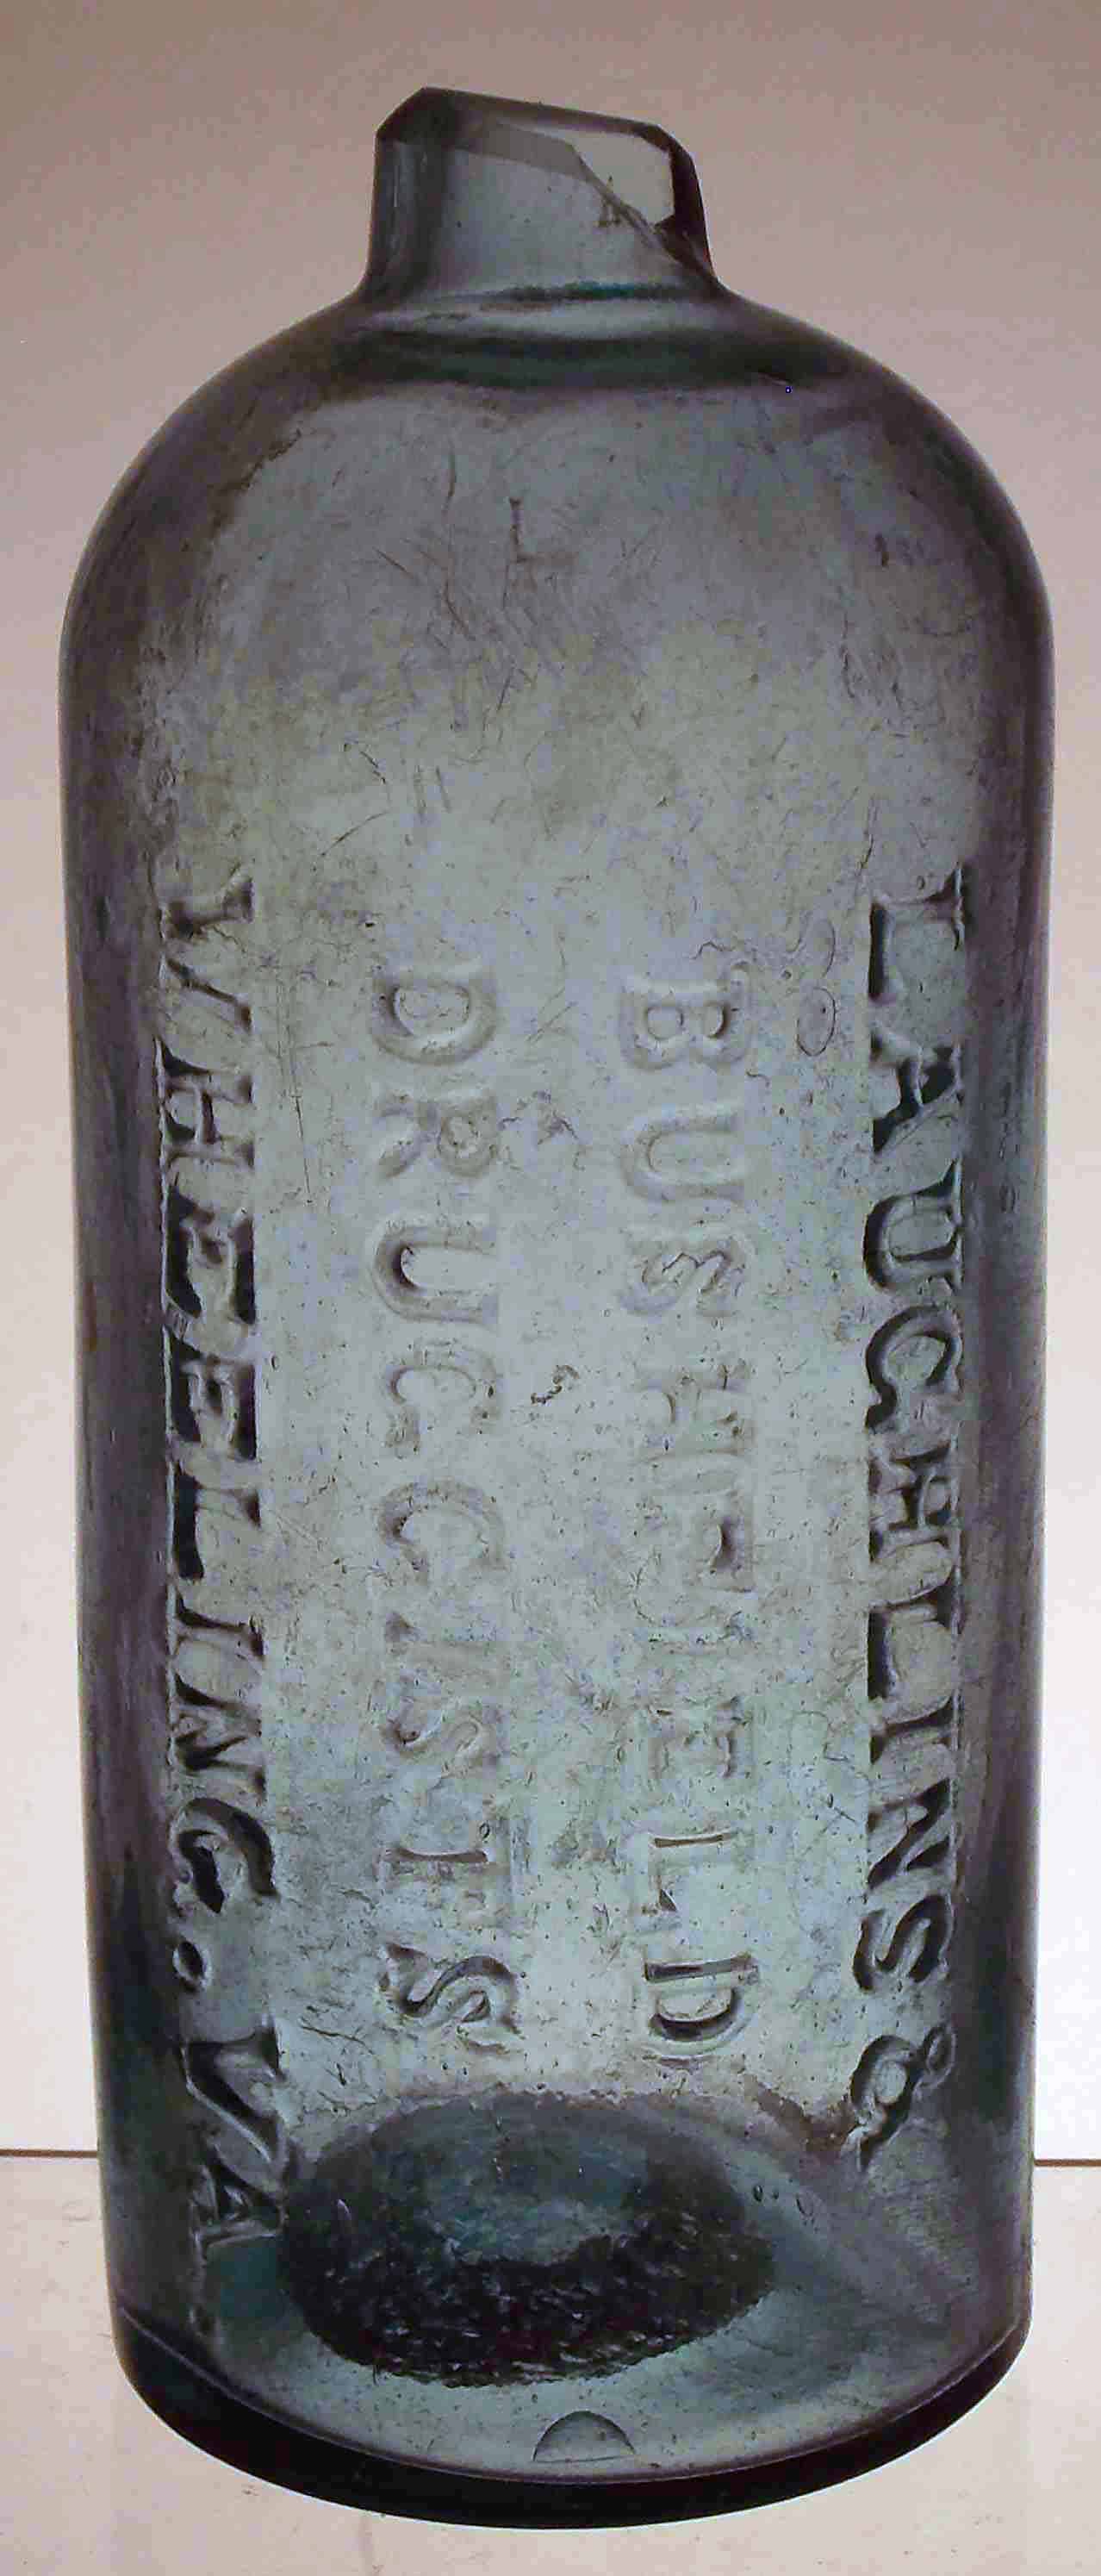 LAUGHLINS &
BUSHFIELD
DRUGGISTS
WHEELING. VA.